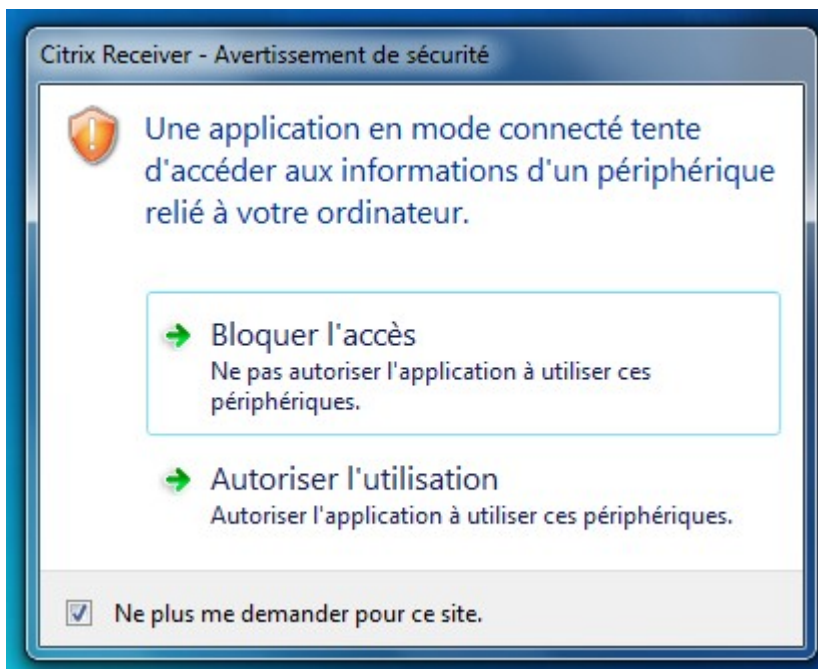 Citrix Receiver - Avertissement de sécurité
Une application en mode connecté tente
d'accéder aux informations d'un périphérique
relié à votre ordinateur.
Bloquer l'accès
Ne pas autoriser l'application à utiliser ces
périphériques.
Autoriser l'utilisation
Autoriser l'application à utiliser ces périphériques.
Ne plus me demander pour ce site.